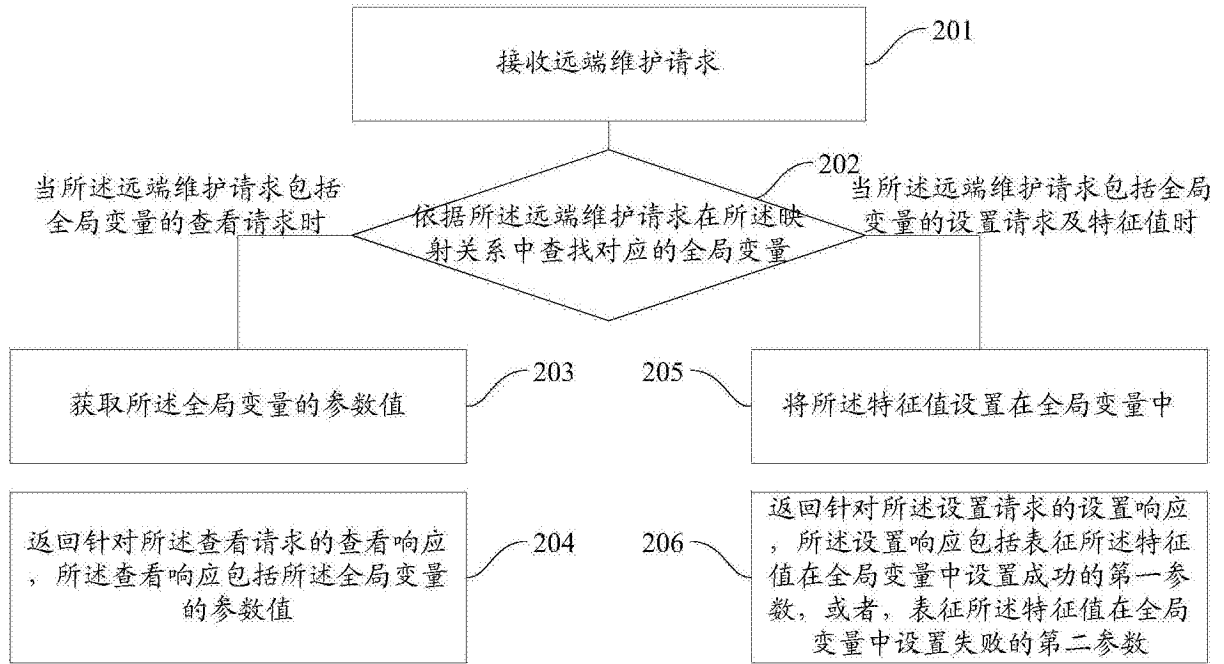 接收远端维护请求
201
202
当所述远端维护请求包括
全局变量的查看请求时
依据所述远端维护请求在所述映
射关系中查找对应的全局变量
当所述远端维护请求包括全局
变量的设置请求及特征值时
获取所述全局变量的参数值
203
205
将所述特征值设置在全局变量中
返回针对所述查看请求的查看响应
，所述查看响应包括所述全局变量
的参数值
204
206
返回针对所述设置请求的设置响应
，所述设置响应包括表征所述特征
值在全局变量中设置成功的第一参
数，或者，表征所述特征值在全局
变量中设置失败的第二参数